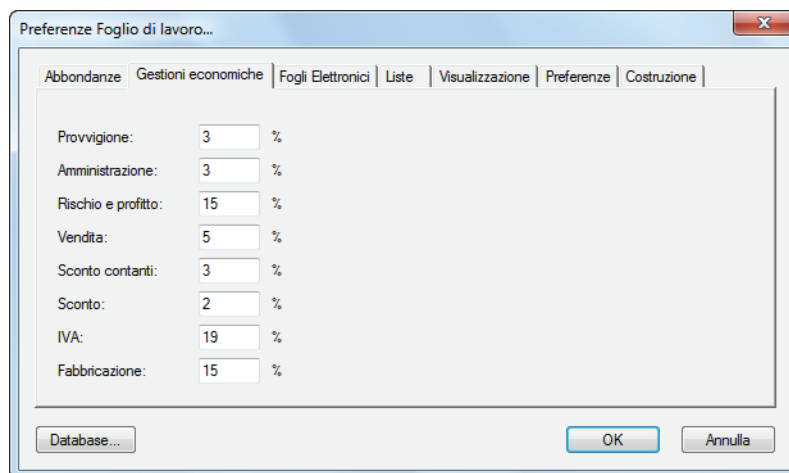 Preferenze Foglio di lavoro...
Abbondanze Gestioni economiche Fogli Elettronici Liste Visualizzazione Preferenze Costruzione
Provvigione: 3 %
Amministrazione: 3 %
Rischio e profitto: 15 %
Vendita: 5 %
Sconto contanti: 3 %
Sconto: 2 %
IVA: 19 %
Fabbricazione: 15 %
Database... OK Annulla